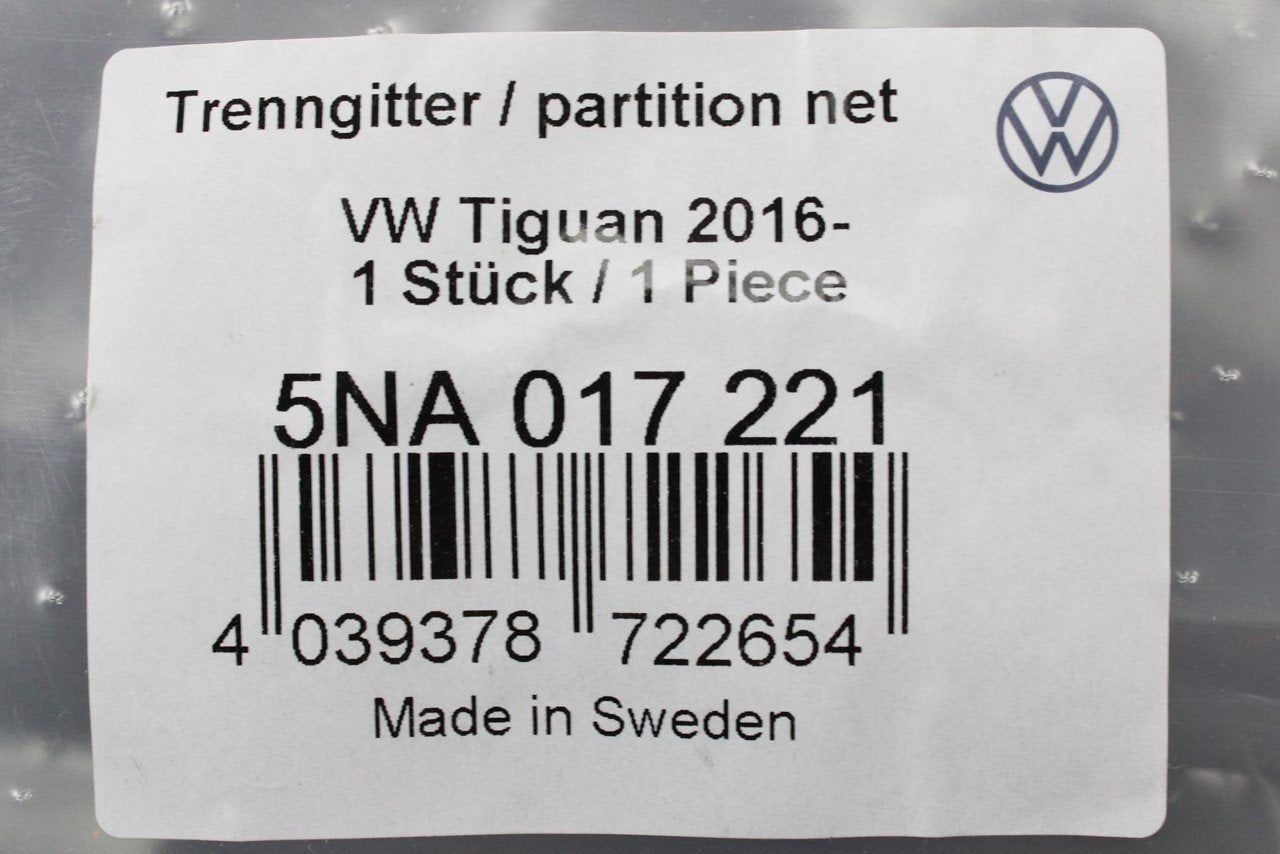 Trenngitter / partition net
VW
VW Tiguan 2016-
1 Stück / 1 Piece
5NA 017 221
4 039378 722654
Made in Sweden